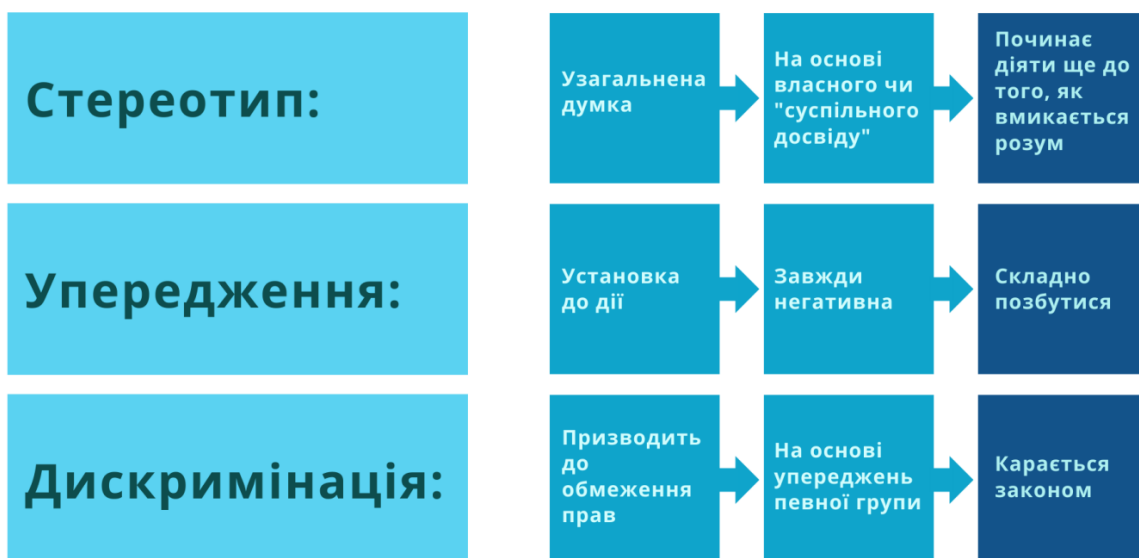 Стереотип:
Узагальнена
думка
На основі
власного чи
"суспільного
досвіду"
Починає
діяти ще до
того, як
вмикається
розум
Упередження:
Установка
до дії
Завжди
негативна
Складно
позбутися
Дискримінація:
Призводить
до
обмеження
прав
На основі
упереджень
певної групи
Карається
законом